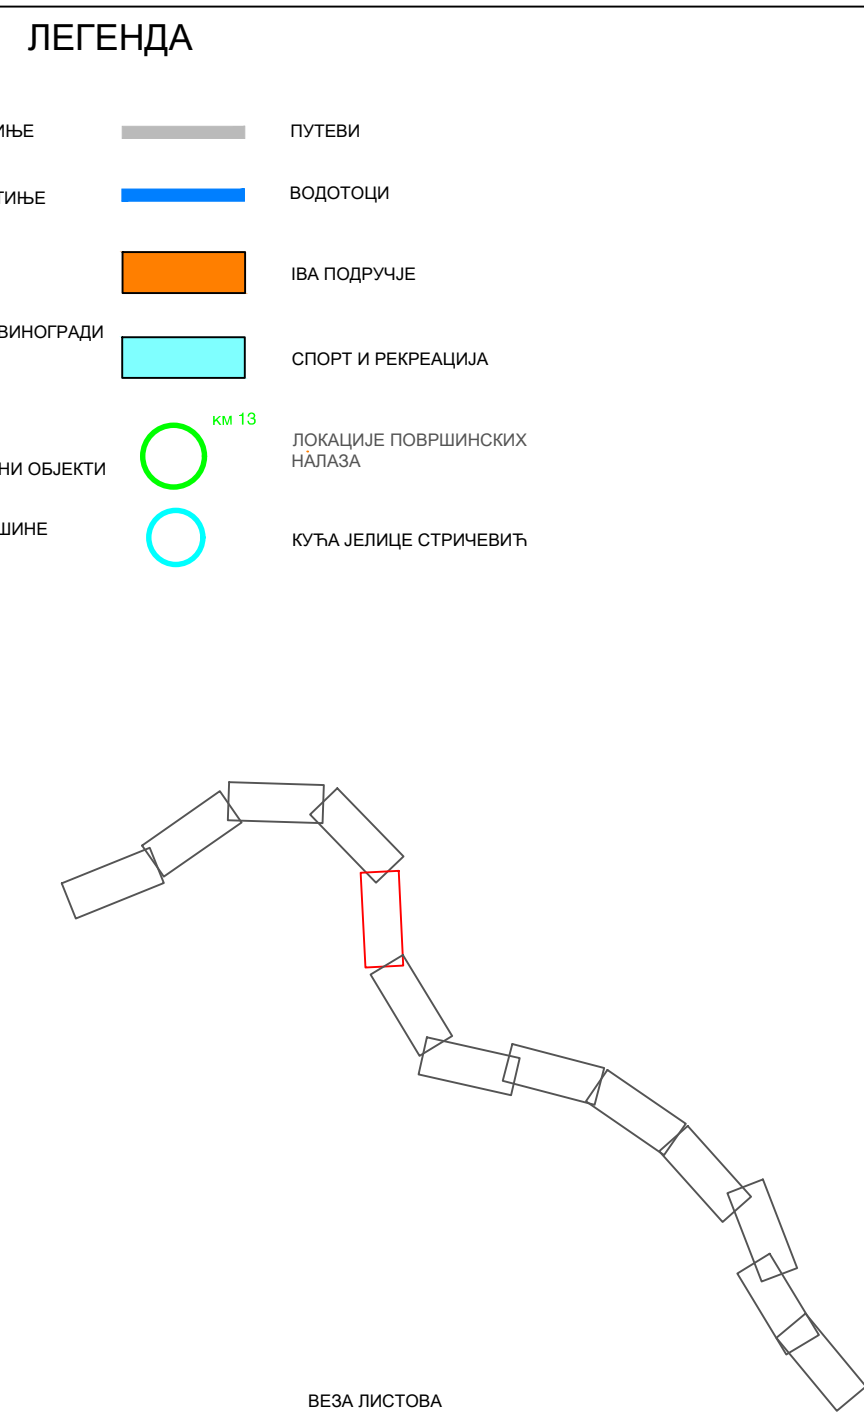 ЛЕГЕНДА
ПУТЕВИ
ВОДОТОЦИ
ІВА ПОДРУЧЈЕ
ВИНОГРАДИ
СПОРТ И РЕКРЕАЦИЈА
км 13
ЛОКАЦИЈЕ ПОВРШИНСКИХ
НАЛАЗА
НИ ОБЈЕКТИ
ШИНЕ
КУЋА ЈЕЛИЦЕ СТРИЧЕВИЋ
ВЕЗА ЛИСТОВА